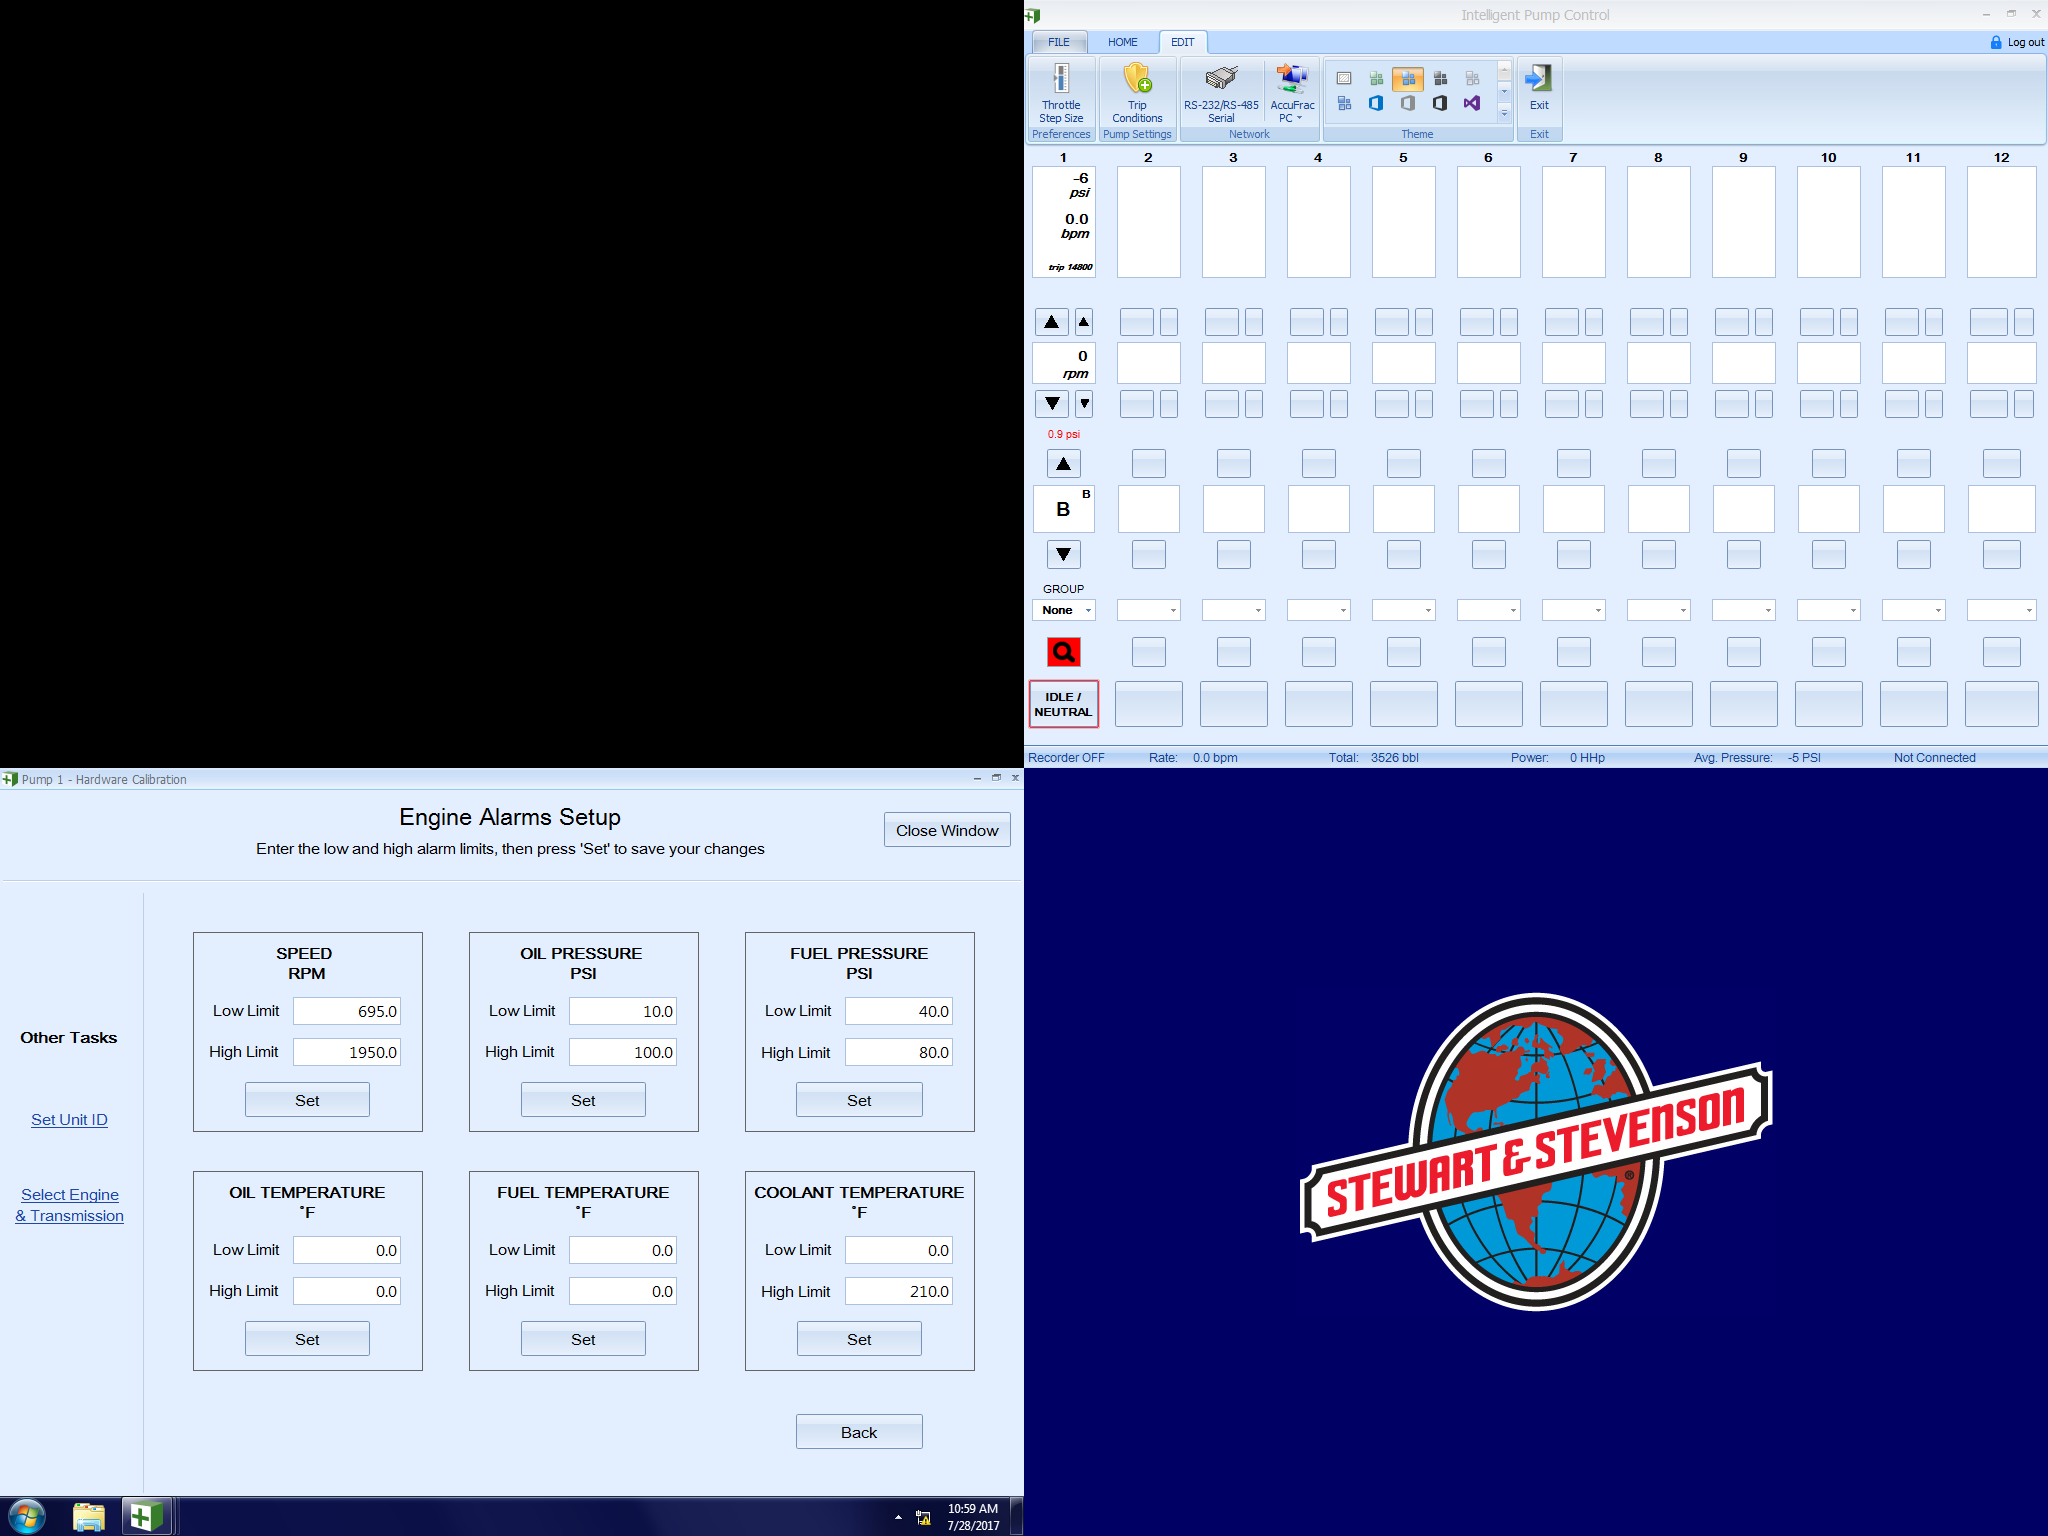 Intelligent Pump Control
FILE HOME EDIT Log out
Throttle Step Size
Trip Conditions
RS-232/RS-485 Serial
AccuFrac PC
Exit
Preferences Pump Settings Network Theme Exit
1 2 3 4 5 6 7 8 9 10 11 12
-6
psi
0.0
bpm
trip 14800
0
rpm
0.9 psi
B
B
GROUP
None
IDLE /
NEUTRAL
Recorder OFF Rate: 0.0 bpm Total: 3526 bbl Power: 0 HHp Avg. Pressure: -5 PSI Not Connected
Pump 1 - Hardware Calibration
Engine Alarms Setup
Close Window
Enter the low and high alarm limits, then press 'Set' to save your changes
Other Tasks
Set Unit ID
Select Engine
& Transmission
SPEED
RPM
Low Limit 695.0
High Limit 1950.0
Set
OIL PRESSURE
PSI
Low Limit 10.0
High Limit 100.0
Set
FUEL PRESSURE
PSI
Low Limit 40.0
High Limit 80.0
Set
OIL TEMPERATURE
°F
Low Limit 0.0
High Limit 0.0
Set
FUEL TEMPERATURE
°F
Low Limit 0.0
High Limit 0.0
Set
COOLANT TEMPERATURE
°F
Low Limit 0.0
High Limit 210.0
Set
Back
10:59 AM
7/28/2017
STEWART & STEVENSON
®